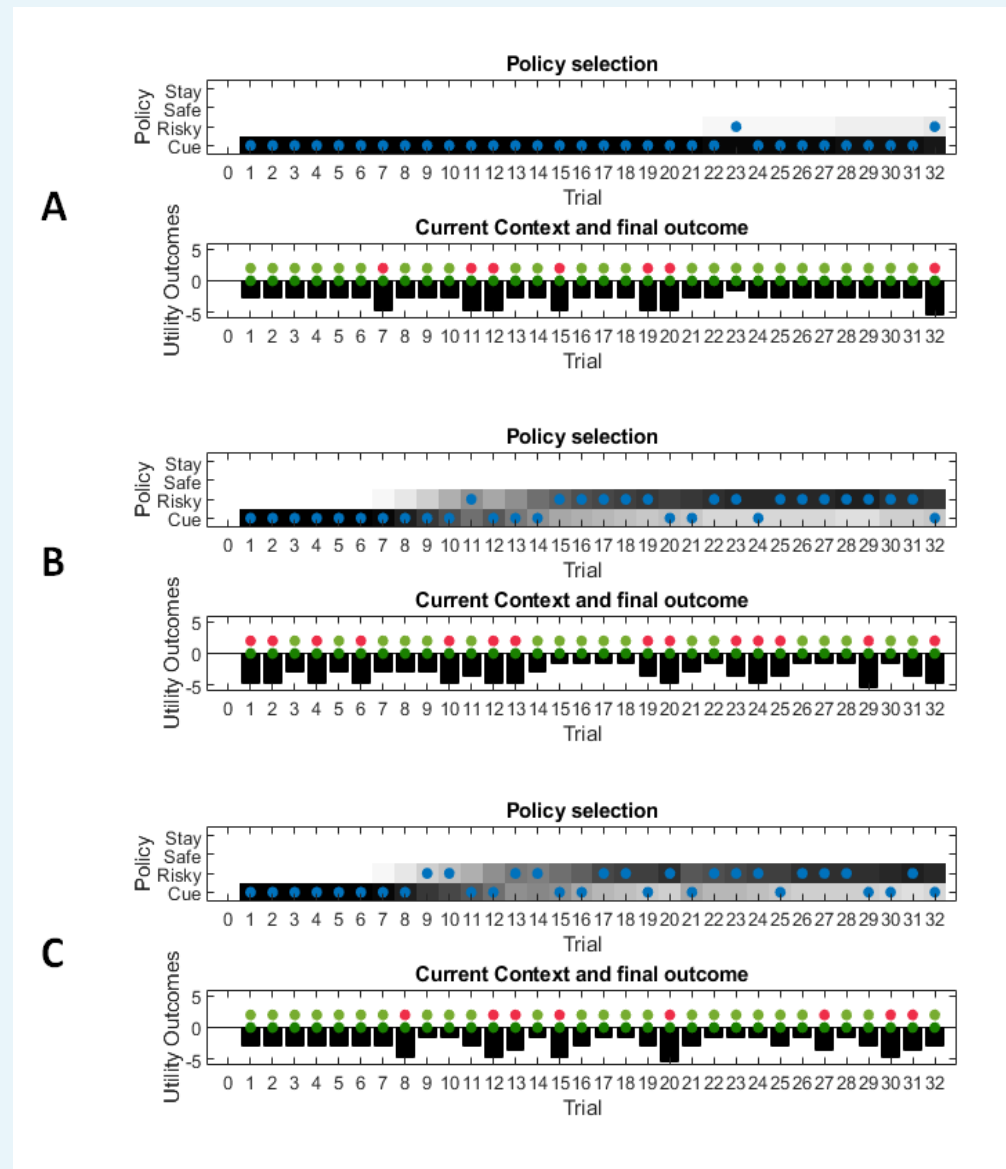 Policy selection
Policy
Stay
Safe
Risky
Cue
0 1 2 3 4 5 6 7 8 9 10 11 12 13 14 15 16 17 18 19 20 21 22 23 24 25 26 27 28 29 30 31 32
Trial
A
Current Context and final outcome
Utility Outcomes
5
0
-5
0 1 2 3 4 5 6 7 8 9 10 11 12 13 14 15 16 17 18 19 20 21 22 23 24 25 26 27 28 29 30 31 32
Trial
Policy selection
Policy
Stay
Safe
Risky
Cue
0 1 2 3 4 5 6 7 8 9 10 11 12 13 14 15 16 17 18 19 20 21 22 23 24 25 26 27 28 29 30 31 32
Trial
B
Current Context and final outcome
Utility Outcomes
5
0
-5
0 1 2 3 4 5 6 7 8 9 10 11 12 13 14 15 16 17 18 19 20 21 22 23 24 25 26 27 28 29 30 31 32
Trial
Policy selection
Policy
Stay
Safe
Risky
Cue
0 1 2 3 4 5 6 7 8 9 10 11 12 13 14 15 16 17 18 19 20 21 22 23 24 25 26 27 28 29 30 31 32
Trial
C
Current Context and final outcome
Utility Outcomes
5
0
-5
0 1 2 3 4 5 6 7 8 9 10 11 12 13 14 15 16 17 18 19 20 21 22 23 24 25 26 27 28 29 30 31 32
Trial